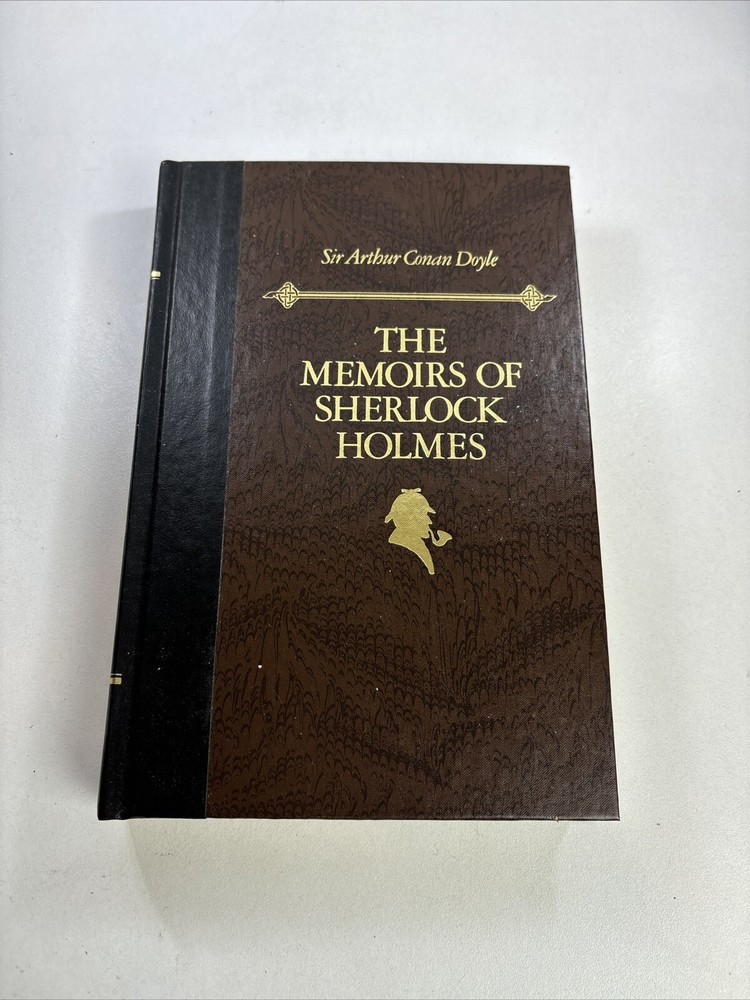 Sir Arthur Conan Doyle
THE
MEMOIRS OF
SHERLOCK
HOLMES